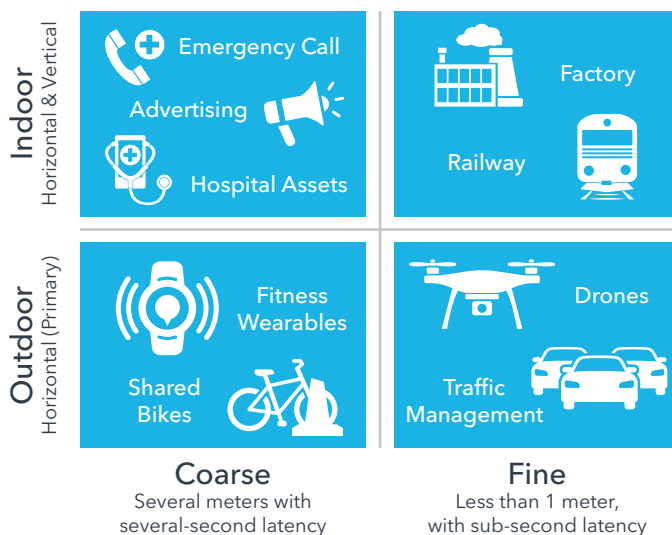 Indoor
Horizontal & Vertical
Emergency Call
Advertising
Hospital Assets
Factory
Railway
Outdoor
Horizontal (Primary)
Fitness
Wearables
Shared
Bikes
Drones
Traffic
Management
Coarse
Several meters with
several-second latency
Fine
Less than 1 meter,
with sub-second latency